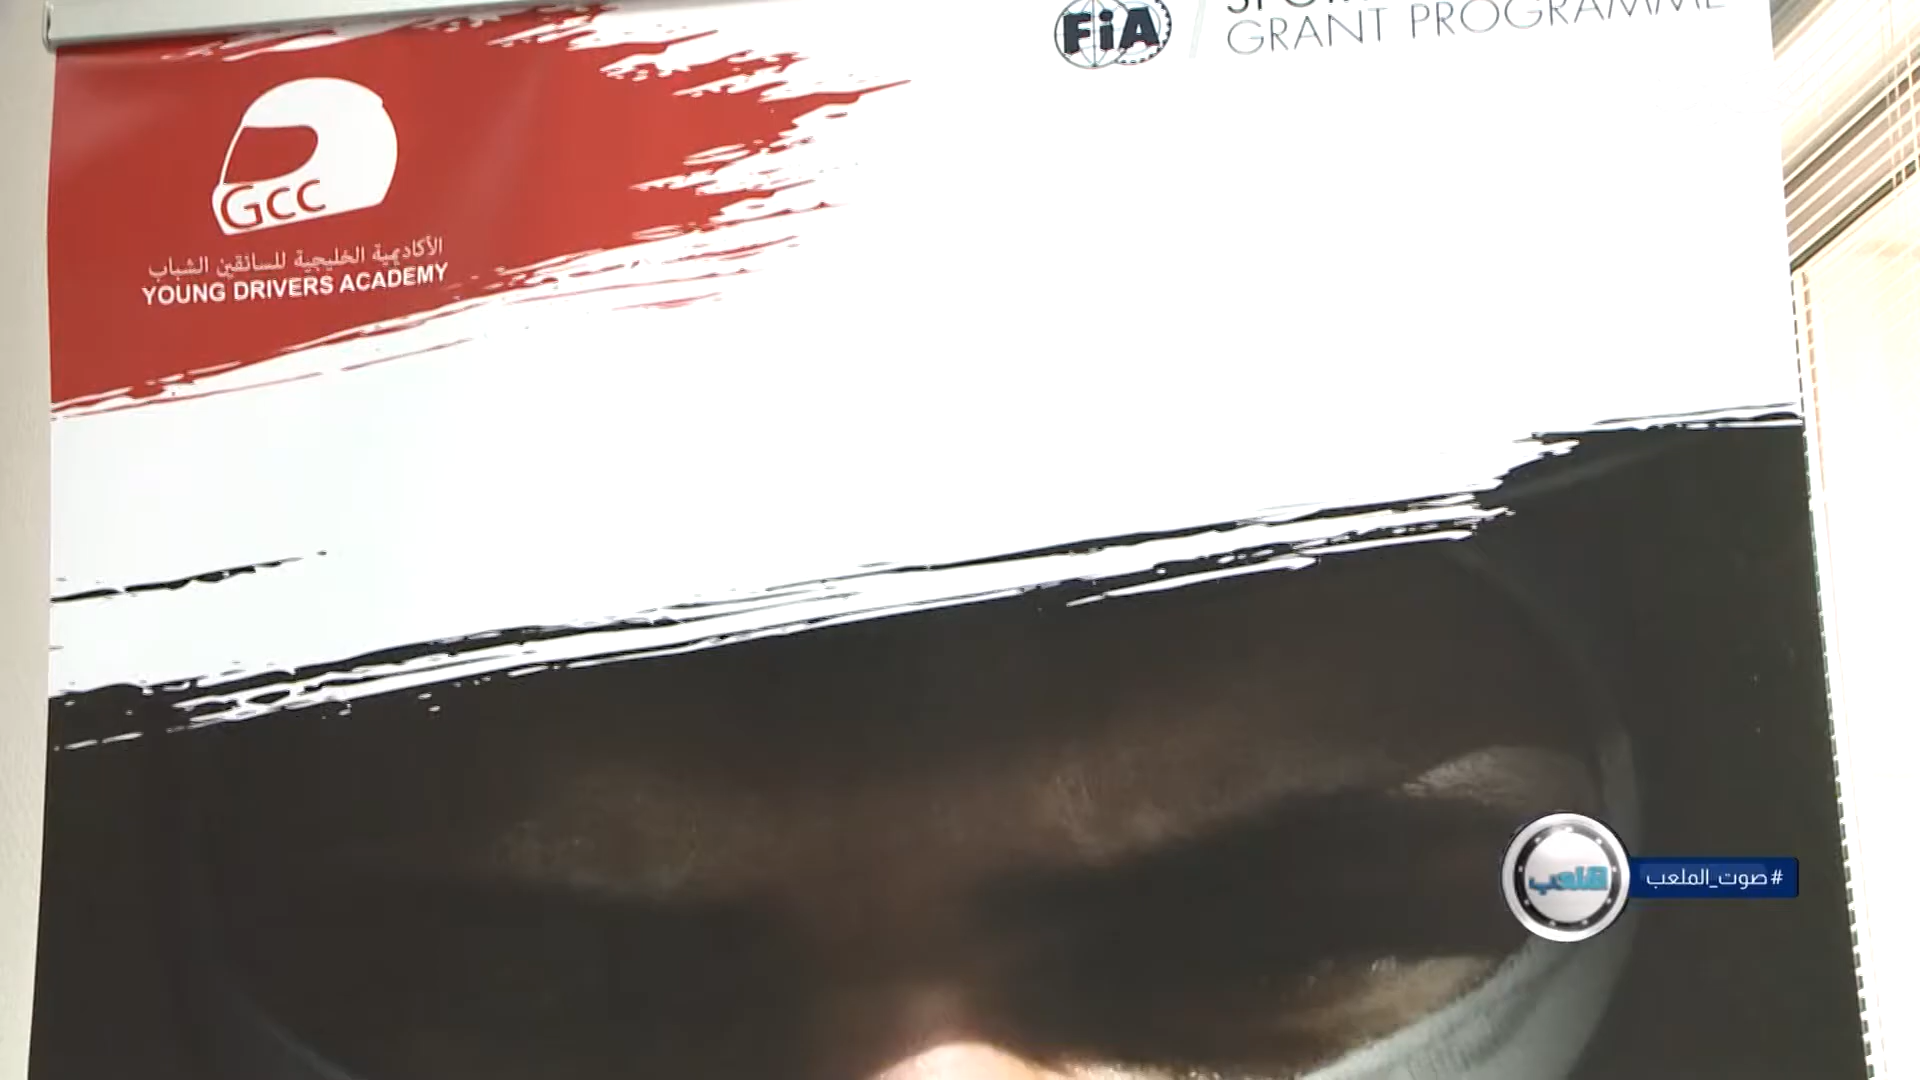 FiA
GRANT PROGRAMME
GCC
الأكاديمية الخليجية للسائقين الشباب
YOUNG DRIVERS ACADEMY
#صوت_الملعب